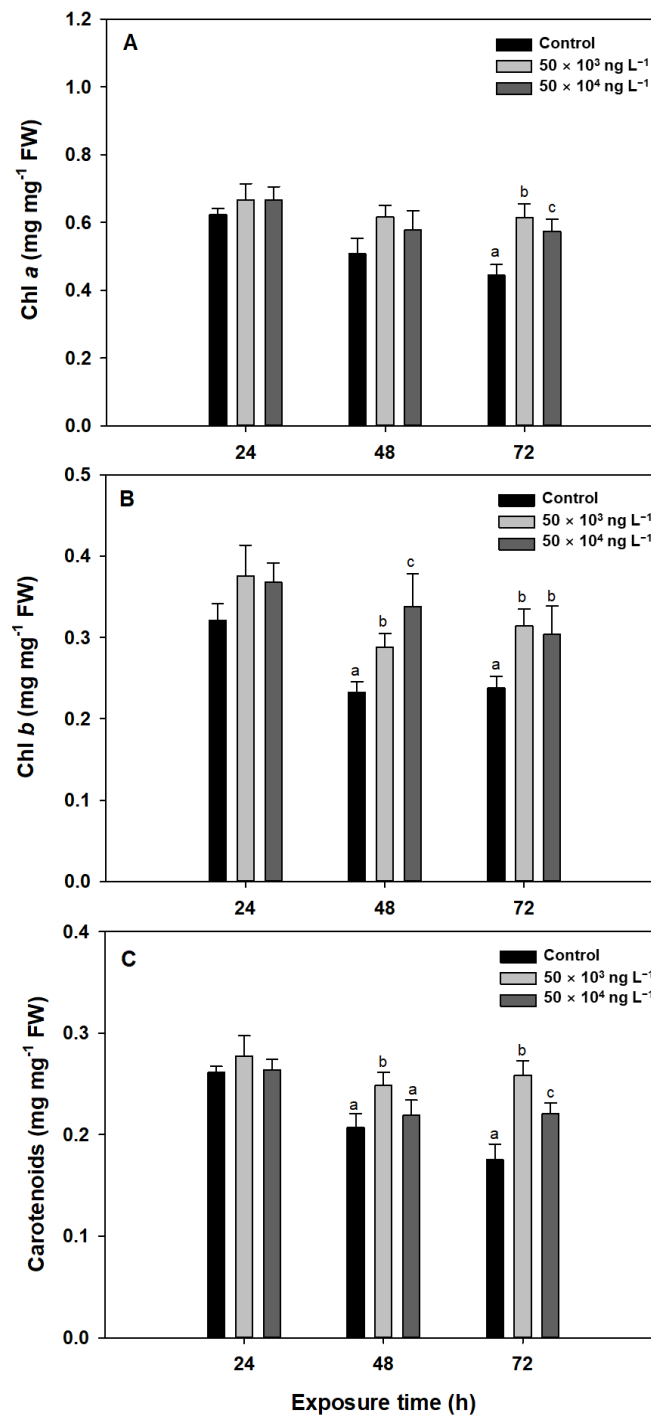 A
Control
50 × 10³ ng L⁻¹
50 × 10⁴ ng L⁻¹
1.2
1.0
0.8
0.6
0.4
0.2
0.0
Chl a (mg mg⁻¹ FW)
a
b
c
24
48
72
B
Control
50 × 10³ ng L⁻¹
50 × 10⁴ ng L⁻¹
0.5
0.4
0.3
0.2
0.1
0.0
Chl b (mg mg⁻¹ FW)
a
b
c
a
b
b
24
48
72
C
Control
50 × 10³ ng L⁻¹
50 × 10⁴ ng L⁻¹
0.4
0.3
0.2
0.1
0.0
Carotenoids (mg mg⁻¹ FW)
a
b
a
a
b
c
24
48
72
Exposure time (h)